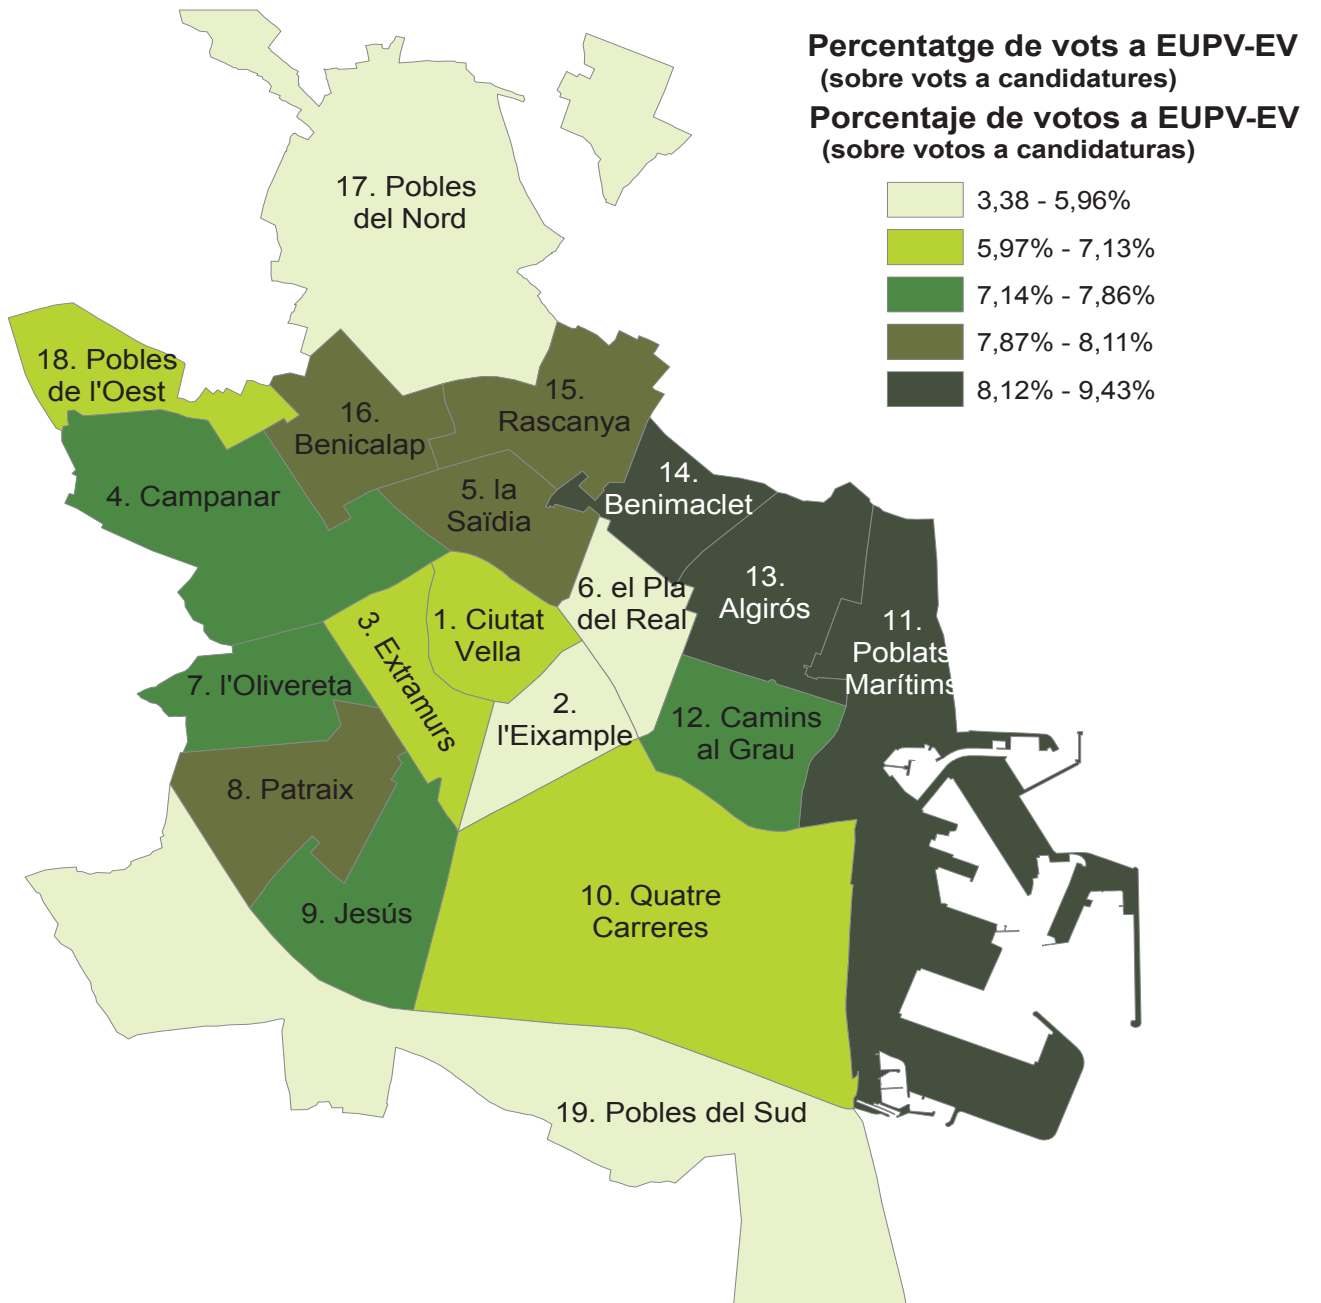 Percentatge de vots a EUPV-EV
(sobre vots a candidatures)
Porcentaje de votos a EUPV-EV
(sobre votos a candidaturas)
3,38 - 5,96%
5,97% - 7,13%
7,14% - 7,86%
7,87% - 8,11%
8,12% - 9,43%
17. Pobles
del Nord
18. Pobles
de l'Oest
16.
Benicalap
15.
Rascanya
4. Campanar
5. la
Saïdia
14.
Benimaclet
6. el Pla
del Real
13.
Algirós
11.
Poblats
Marítims
3. Extramurs
1. Ciutat
Vella
7. l'Olivereta
2.
l'Eixample
12. Camins
al Grau
8. Patraix
9. Jesús
10. Quatre
Carreres
19. Pobles del Sud